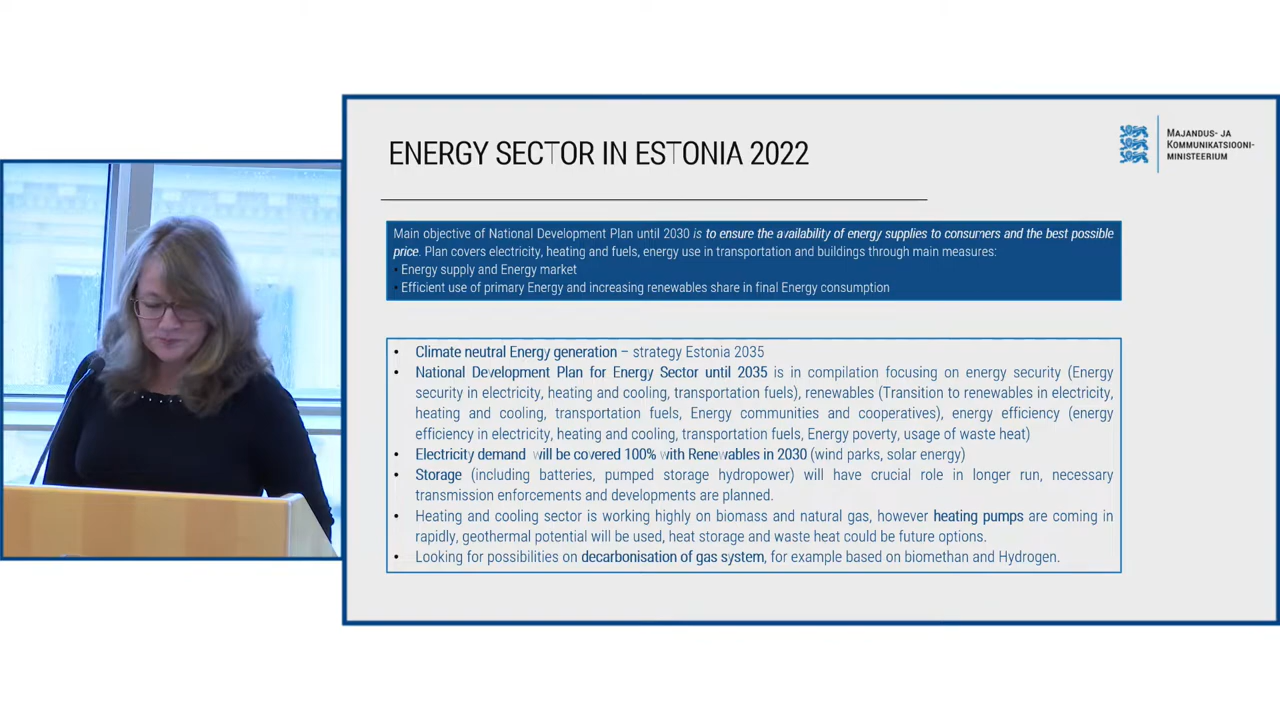 ENERGY SECTOR IN ESTONIA 2022
MAJANDUS- JA
KOMMUNIKATSIOONI-
MINISTEERIUM
Main objective of National Development Plan until 2030 is to ensure the availability of energy supplies to consumers and the best possible
price. Plan covers electricity, heating and fuels, energy use in transportation and buildings through main measures:
• Energy supply and Energy market
• Efficient use of primary Energy and increasing renewables share in final Energy consumption
• Climate neutral Energy generation – strategy Estonia 2035
• National Development Plan for Energy Sector until 2035 is in compilation focusing on energy security (Energy
security in electricity, heating and cooling, transportation fuels), renewables (Transition to renewables in electricity,
heating and cooling, transportation fuels, Energy communities and cooperatives), energy efficiency (energy
efficiency in electricity, heating and cooling, transportation fuels, Energy poverty, usage of waste heat)
• Electricity demand will be covered 100% with Renewables in 2030 (wind parks, solar energy)
• Storage (including batteries, pumped storage hydropower) will have crucial role in longer run, necessary
transmission enforcements and developments are planned.
• Heating and cooling sector is working highly on biomass and natural gas, however heating pumps are coming in
rapidly, geothermal potential will be used, heat storage and waste heat could be future options.
• Looking for possibilities on decarbonisation of gas system, for example based on biomethan and Hydrogen.